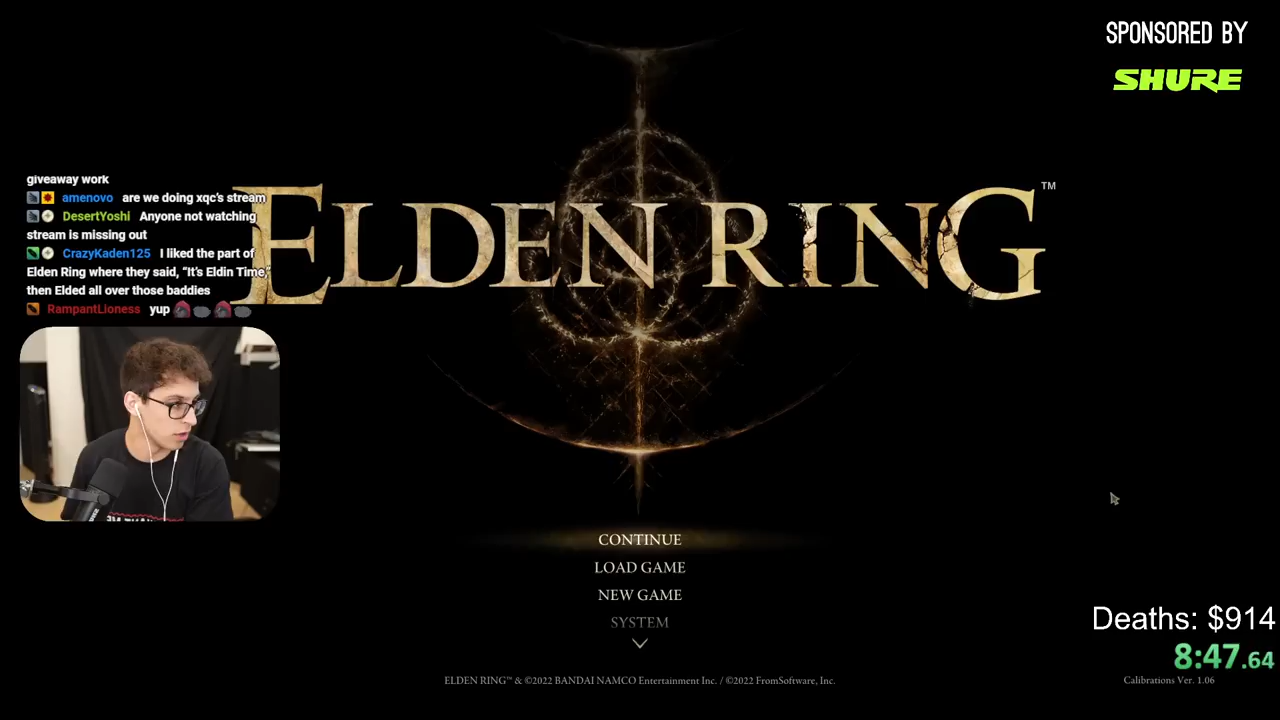 SPONSORED BY
SHURE
giveaway work
amenovo are we doing xqc's stream
DesertYoshi Anyone not watching
stream is missing out
CrazyKaden125 I liked the part of
Elden Ring where they said, “It's Eldin Time”
then Elded all over those baddies
RampantLioness yup
ELDEN RING™
CONTINUE
LOAD GAME
NEW GAME
SYSTEM
Deaths: $914
8:47.64
ELDEN RING™ & ©2022 BANDAI NAMCO Entertainment Inc. / ©2022 FromSoftware, Inc.
Calibrations Ver. 1.06